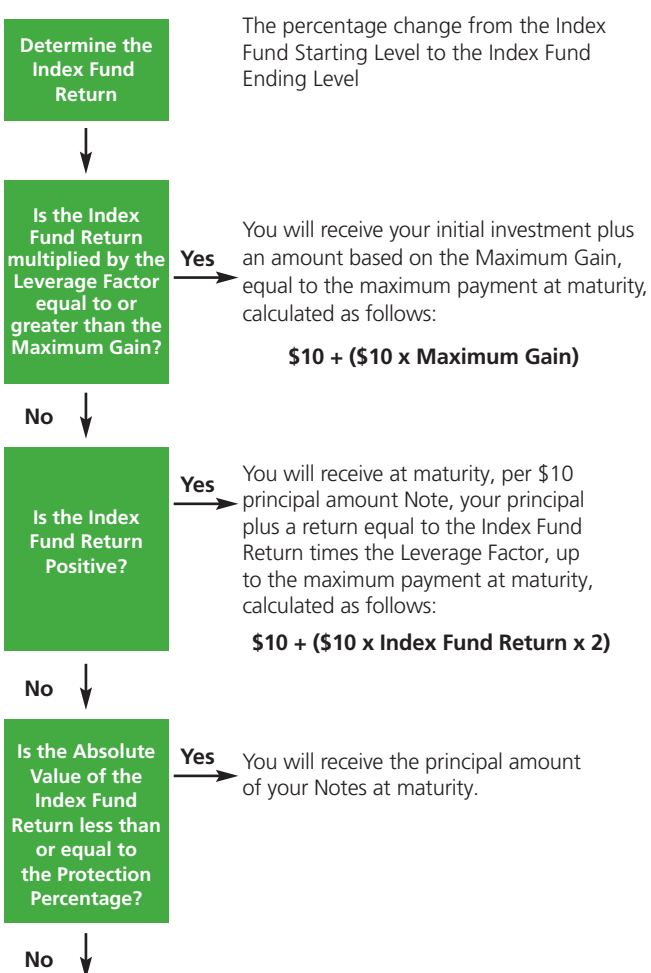 Determine the
Index Fund
Return
The percentage change from the Index
Fund Starting Level to the Index Fund
Ending Level
Is the Index
Fund Return
multiplied by the
Leverage Factor
equal to or
greater than the
Maximum Gain?
Yes
You will receive your initial investment plus
an amount based on the Maximum Gain,
equal to the maximum payment at maturity,
calculated as follows:
$10 + ($10 x Maximum Gain)
No
Is the Index
Fund Return
Positive?
Yes
You will receive at maturity, per $10
principal amount Note, your principal
plus a return equal to the Index Fund
Return times the Leverage Factor, up
to the maximum payment at maturity,
calculated as follows:
$10 + ($10 x Index Fund Return x 2)
No
Is the Absolute
Value of the
Index Fund
Return less than
or equal to
the Protection
Percentage?
Yes
You will receive the principal amount
of your Notes at maturity.
No